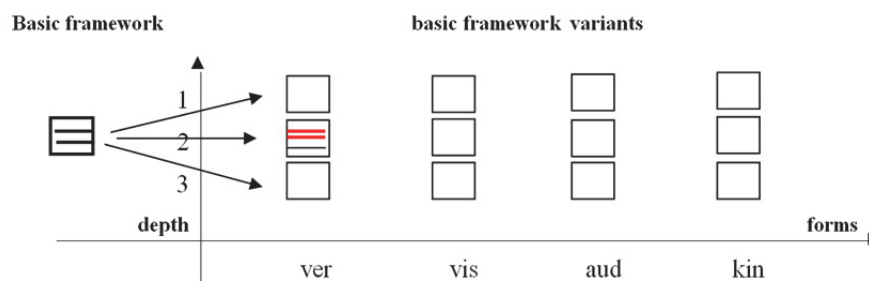 Basic framework
basic framework variants
1
2
3
depth
forms
ver
vis
aud
kin